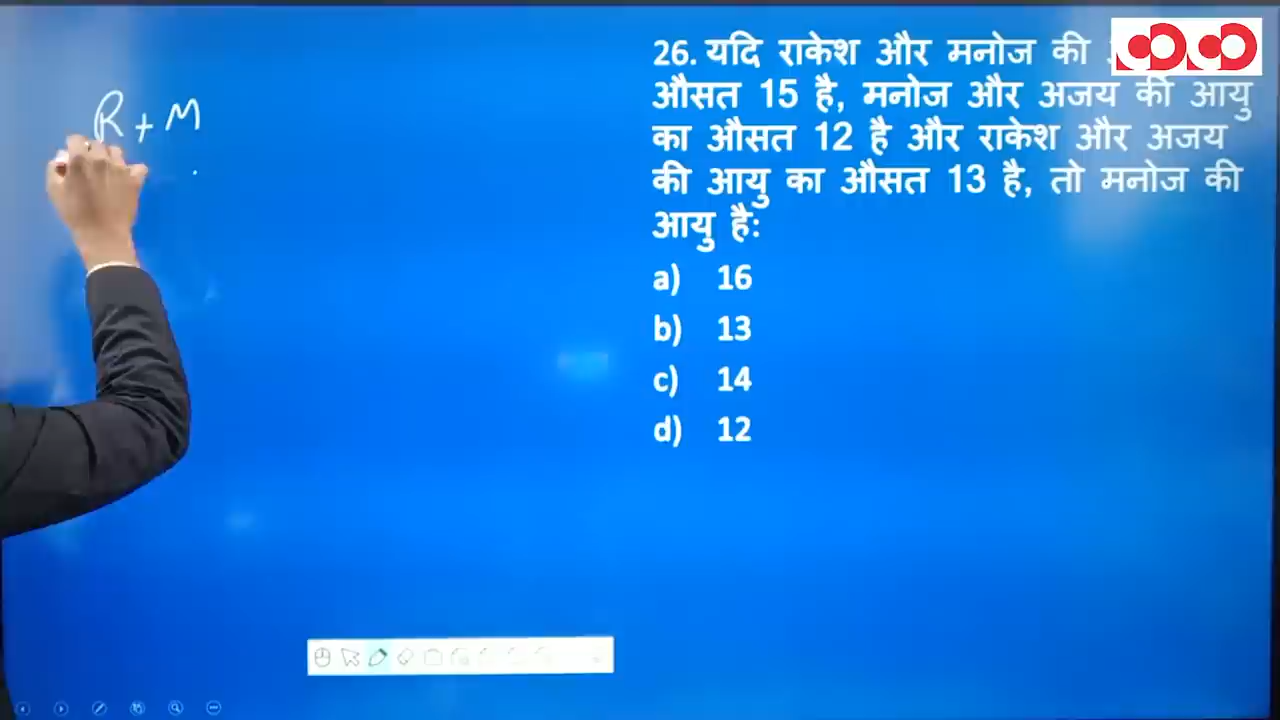 R + M
26. यदि राकेश और मनोज की
औसत 15 है, मनोज और अजय की आयु
का औसत 12 है और राकेश और अजय
की आयु का औसत 13 है, तो मनोज की
आयु है:
a) 16
b) 13
c) 14
d) 12